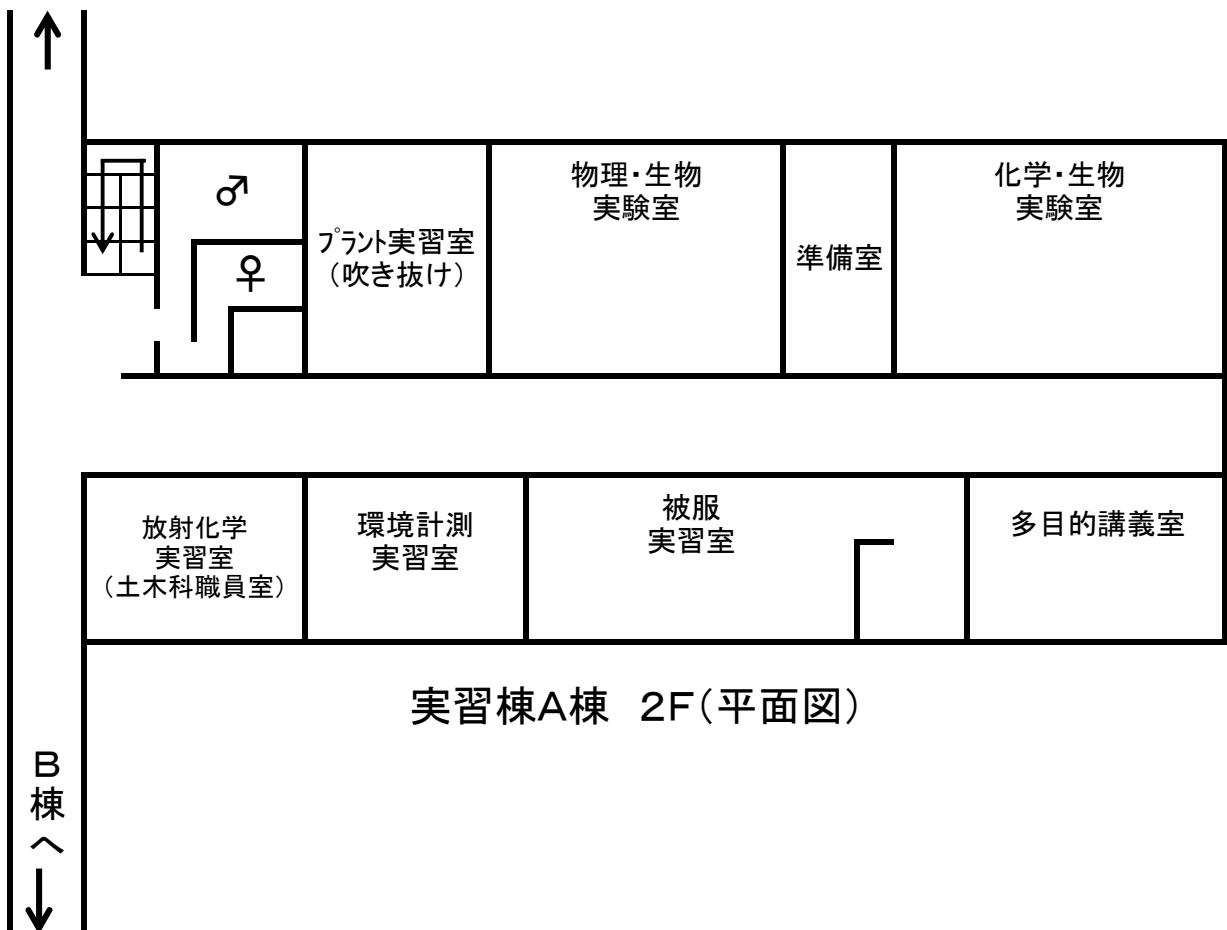 ♂
♀
プラント実習室
（吹き抜け）
物理・生物
実験室
準備室
化学・生物
実験室
放射化学
実習室
（土木科職員室）
環境計測
実習室
被服
実習室
多目的講義室
実習棟A棟　2F（平面図）
B棟へ